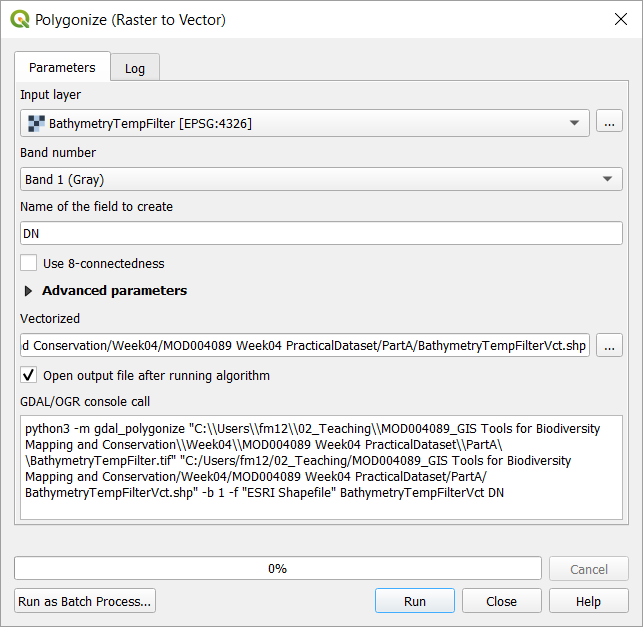 Polygonize (Raster to Vector)
Parameters
Log
Input layer
BathymetryTempFilter [EPSG:4326]
...
Band number
Band 1 (Gray)
Name of the field to create
DN
Use 8-connectedness
Advanced parameters
Vectorized
d Conservation/Week04/MOD004089 Week04 PracticalDataset/PartA/BathymetryTempFilterVct.shp
...
Open output file after running algorithm
GDAL/OGR console call
python3 -m gdal_polygonize "C:\\Users\\fm12\\02_Teaching\\MOD004089_GIS Tools for Biodiversity
Mapping and Conservation\\Week04\\MOD004089 Week04 PracticalDataset\\PartA\
\BathymetryTempFilter.tif" "C:/Users/fm12/02_Teaching/MOD004089_GIS Tools for Biodiversity
Mapping and Conservation/Week04/MOD004089 Week04 PracticalDataset/PartA/
BathymetryTempFilterVct.shp" -b 1 -f "ESRI Shapefile" BathymetryTempFilterVct DN
0%
Cancel
Run as Batch Process...
Run
Close
Help